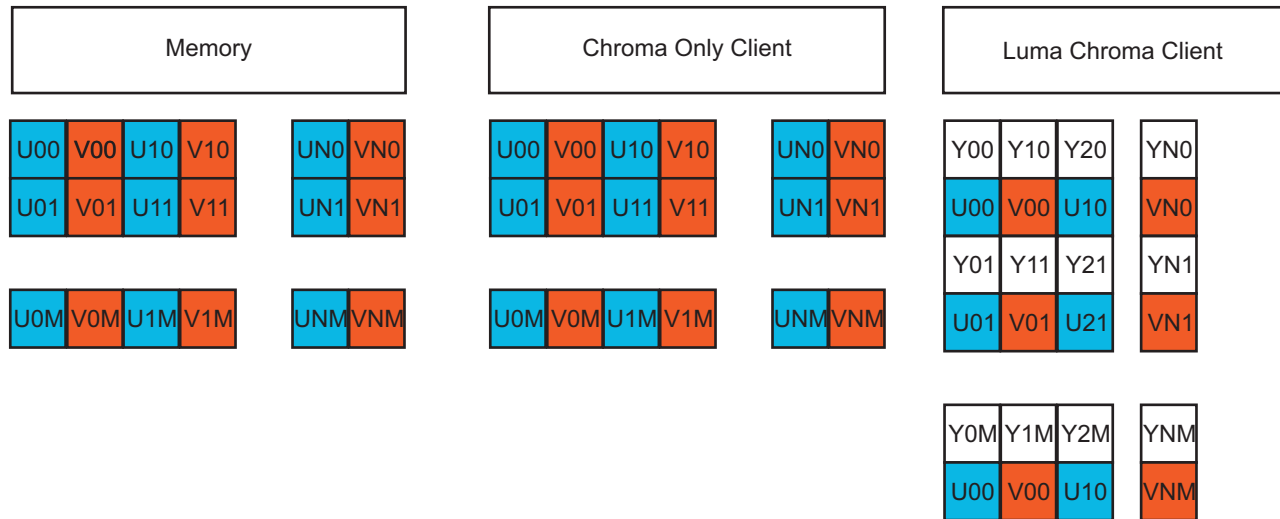 Memory Chroma Only Client Luma Chroma Client
U00 V00 U10 V10 UN0 VN0 U00 V00 U10 V10 UN0 VN0 Y00 Y10 Y20 YN0
U01 V01 U11 V11 UN1 VN1 U01 V01 U11 V11 UN1 VN1 U00 V00 U10 VN0
Y01 Y11 Y21 YN1
U0M V0M U1M V1M UNM VNM U0M V0M U1M V1M UNM VNM U01 V01 U21 VN1
Y0M Y1M Y2M YNM
U00 V00 U10 VNM